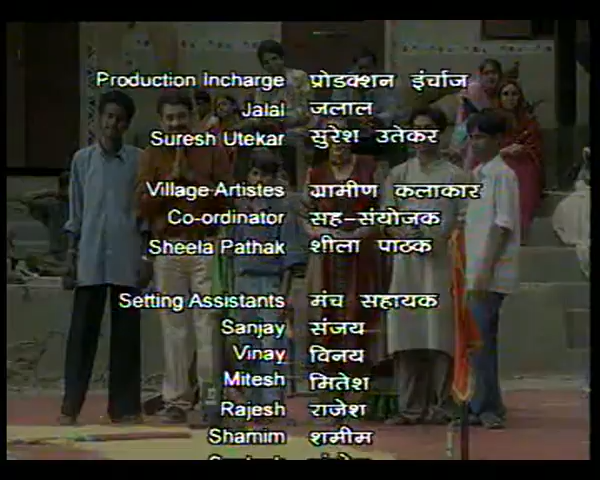 Production Incharge प्रोडक्शन इंर्चाज
Jalal जलाल
Suresh Utekar सुरेश उतेकर
Village Artistes ग्रामीण कलाकार
Co-ordinator सह-संयोजक
Sheela Pathak शीला पाठक
Setting Assistants मंच सहायक
Sanjay संजय
Vinay विनय
Mitesh मितेश
Rajesh राजेश
Shamim शमीम